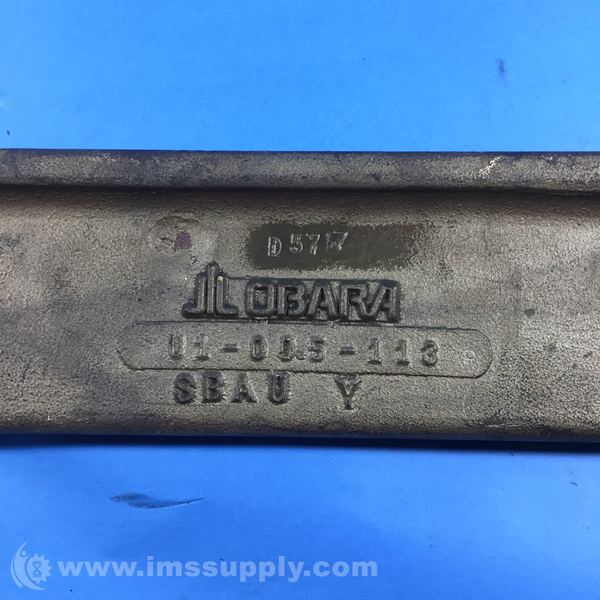 D577
OBARA
U1-005-113
SBAU Y
www.imssupply.com